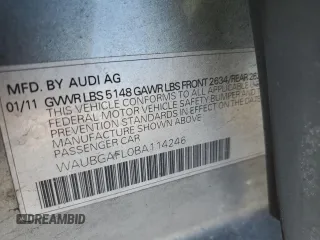 MFD. BY AUDI AG
01/11 GVWR LBS 5148 GAWR LBS FRONT 2634/REAR
THIS VEHICLE CONFORMS TO ALL APPLICABLE
FEDERAL MOTOR VEHICLE SAFETY BUMPER AND
THEFT PREVENTION STANDARDS IN EFFECT ON
THE DATE OF MANUFACTURE SHOWN ABOVE
PASSENGER CAR
WAUBGAFL0BA114246
DREAMBID